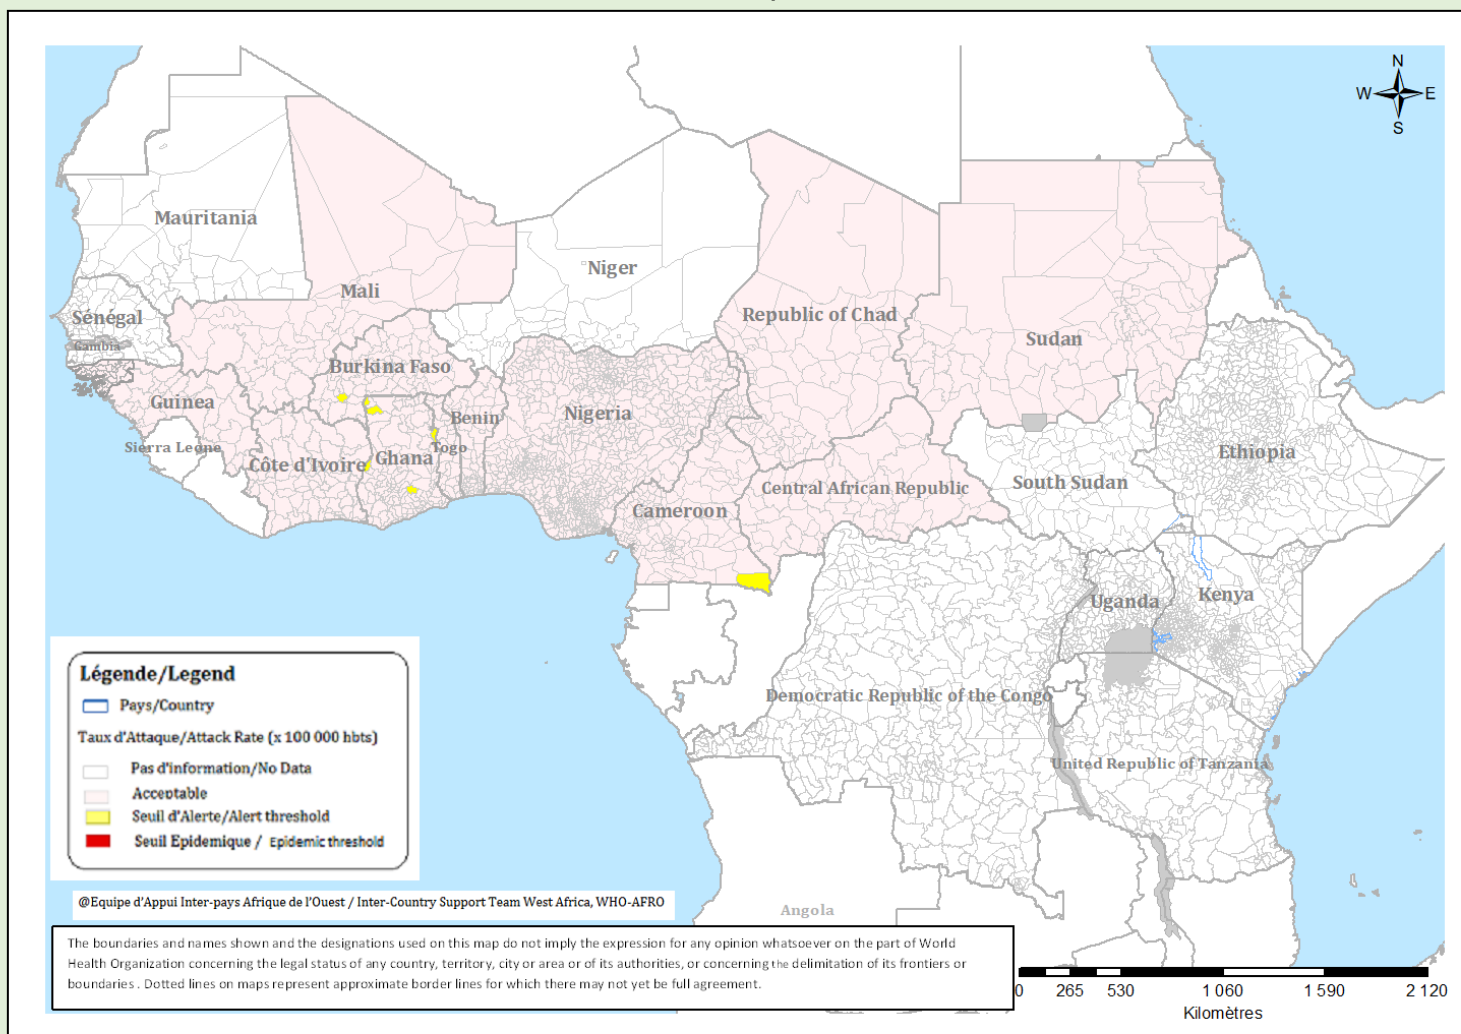 N
W E
S
Mauritania
Niger
Mali
Sénégal
Gambia
Republic of Chad
Sudan
Burkina Faso
Guinea
Benin
Nigeria
Sierra Leone
Togo
Côte d'Ivoire
Ghana
Ethiopia
South Sudan
Central African Republic
Cameroon
Uganda
Kenya
Democratic Republic of the Congo
United Republic of Tanzania
Angola
Légende/Legend
Pays/Country
Taux d'Attaque/Attack Rate (x 100 000 hbts)
Pas d'information/No Data
Acceptable
Seuil d'Alerte/Alert threshold
Seuil Epidemique / Epidemic threshold
@Equipe d'Appui Inter-pays Afrique de l'Ouest / Inter-Country Support Team West Africa, WHO-AFRO
The boundaries and names shown and the designations used on this map do not imply the expression for any opinion whatsoever on the part of World
Health Organization concerning the legal status of any country, territory, city or area or of its authorities, or concerning the delimitation of its frontiers or
boundaries . Dotted lines on maps represent approximate border lines for which there may not yet be full agreement.
0 265 530 1 060 1 590 2 120
Kilomètres